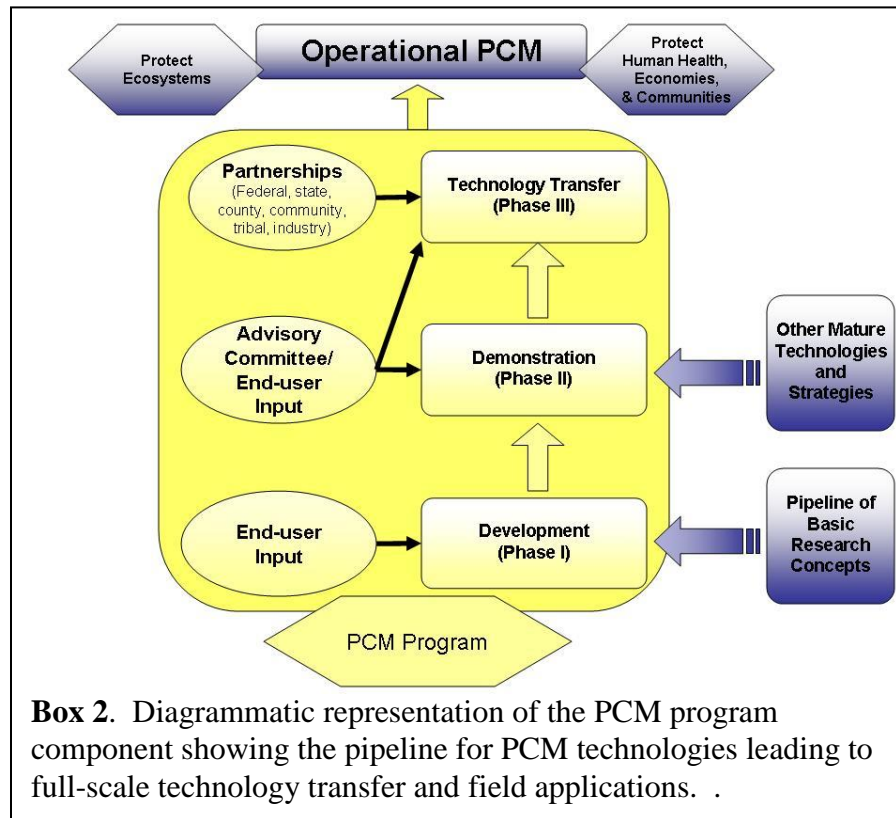 Protect
Ecosystems
Operational PCM
Protect
Human Health,
Economies,
& Communities
Partnerships
(Federal, state,
county, community,
tribal, industry)
Technology Transfer
(Phase III)
Advisory
Committee/
End-user
Input
Demonstration
(Phase II)
Other Mature
Technologies
and
Strategies
End-user
Input
Development
(Phase I)
Pipeline of
Basic
Research
Concepts
PCM Program
Box 2.  Diagrammatic representation of the PCM program
component showing the pipeline for PCM technologies leading to
full-scale technology transfer and field applications.  .